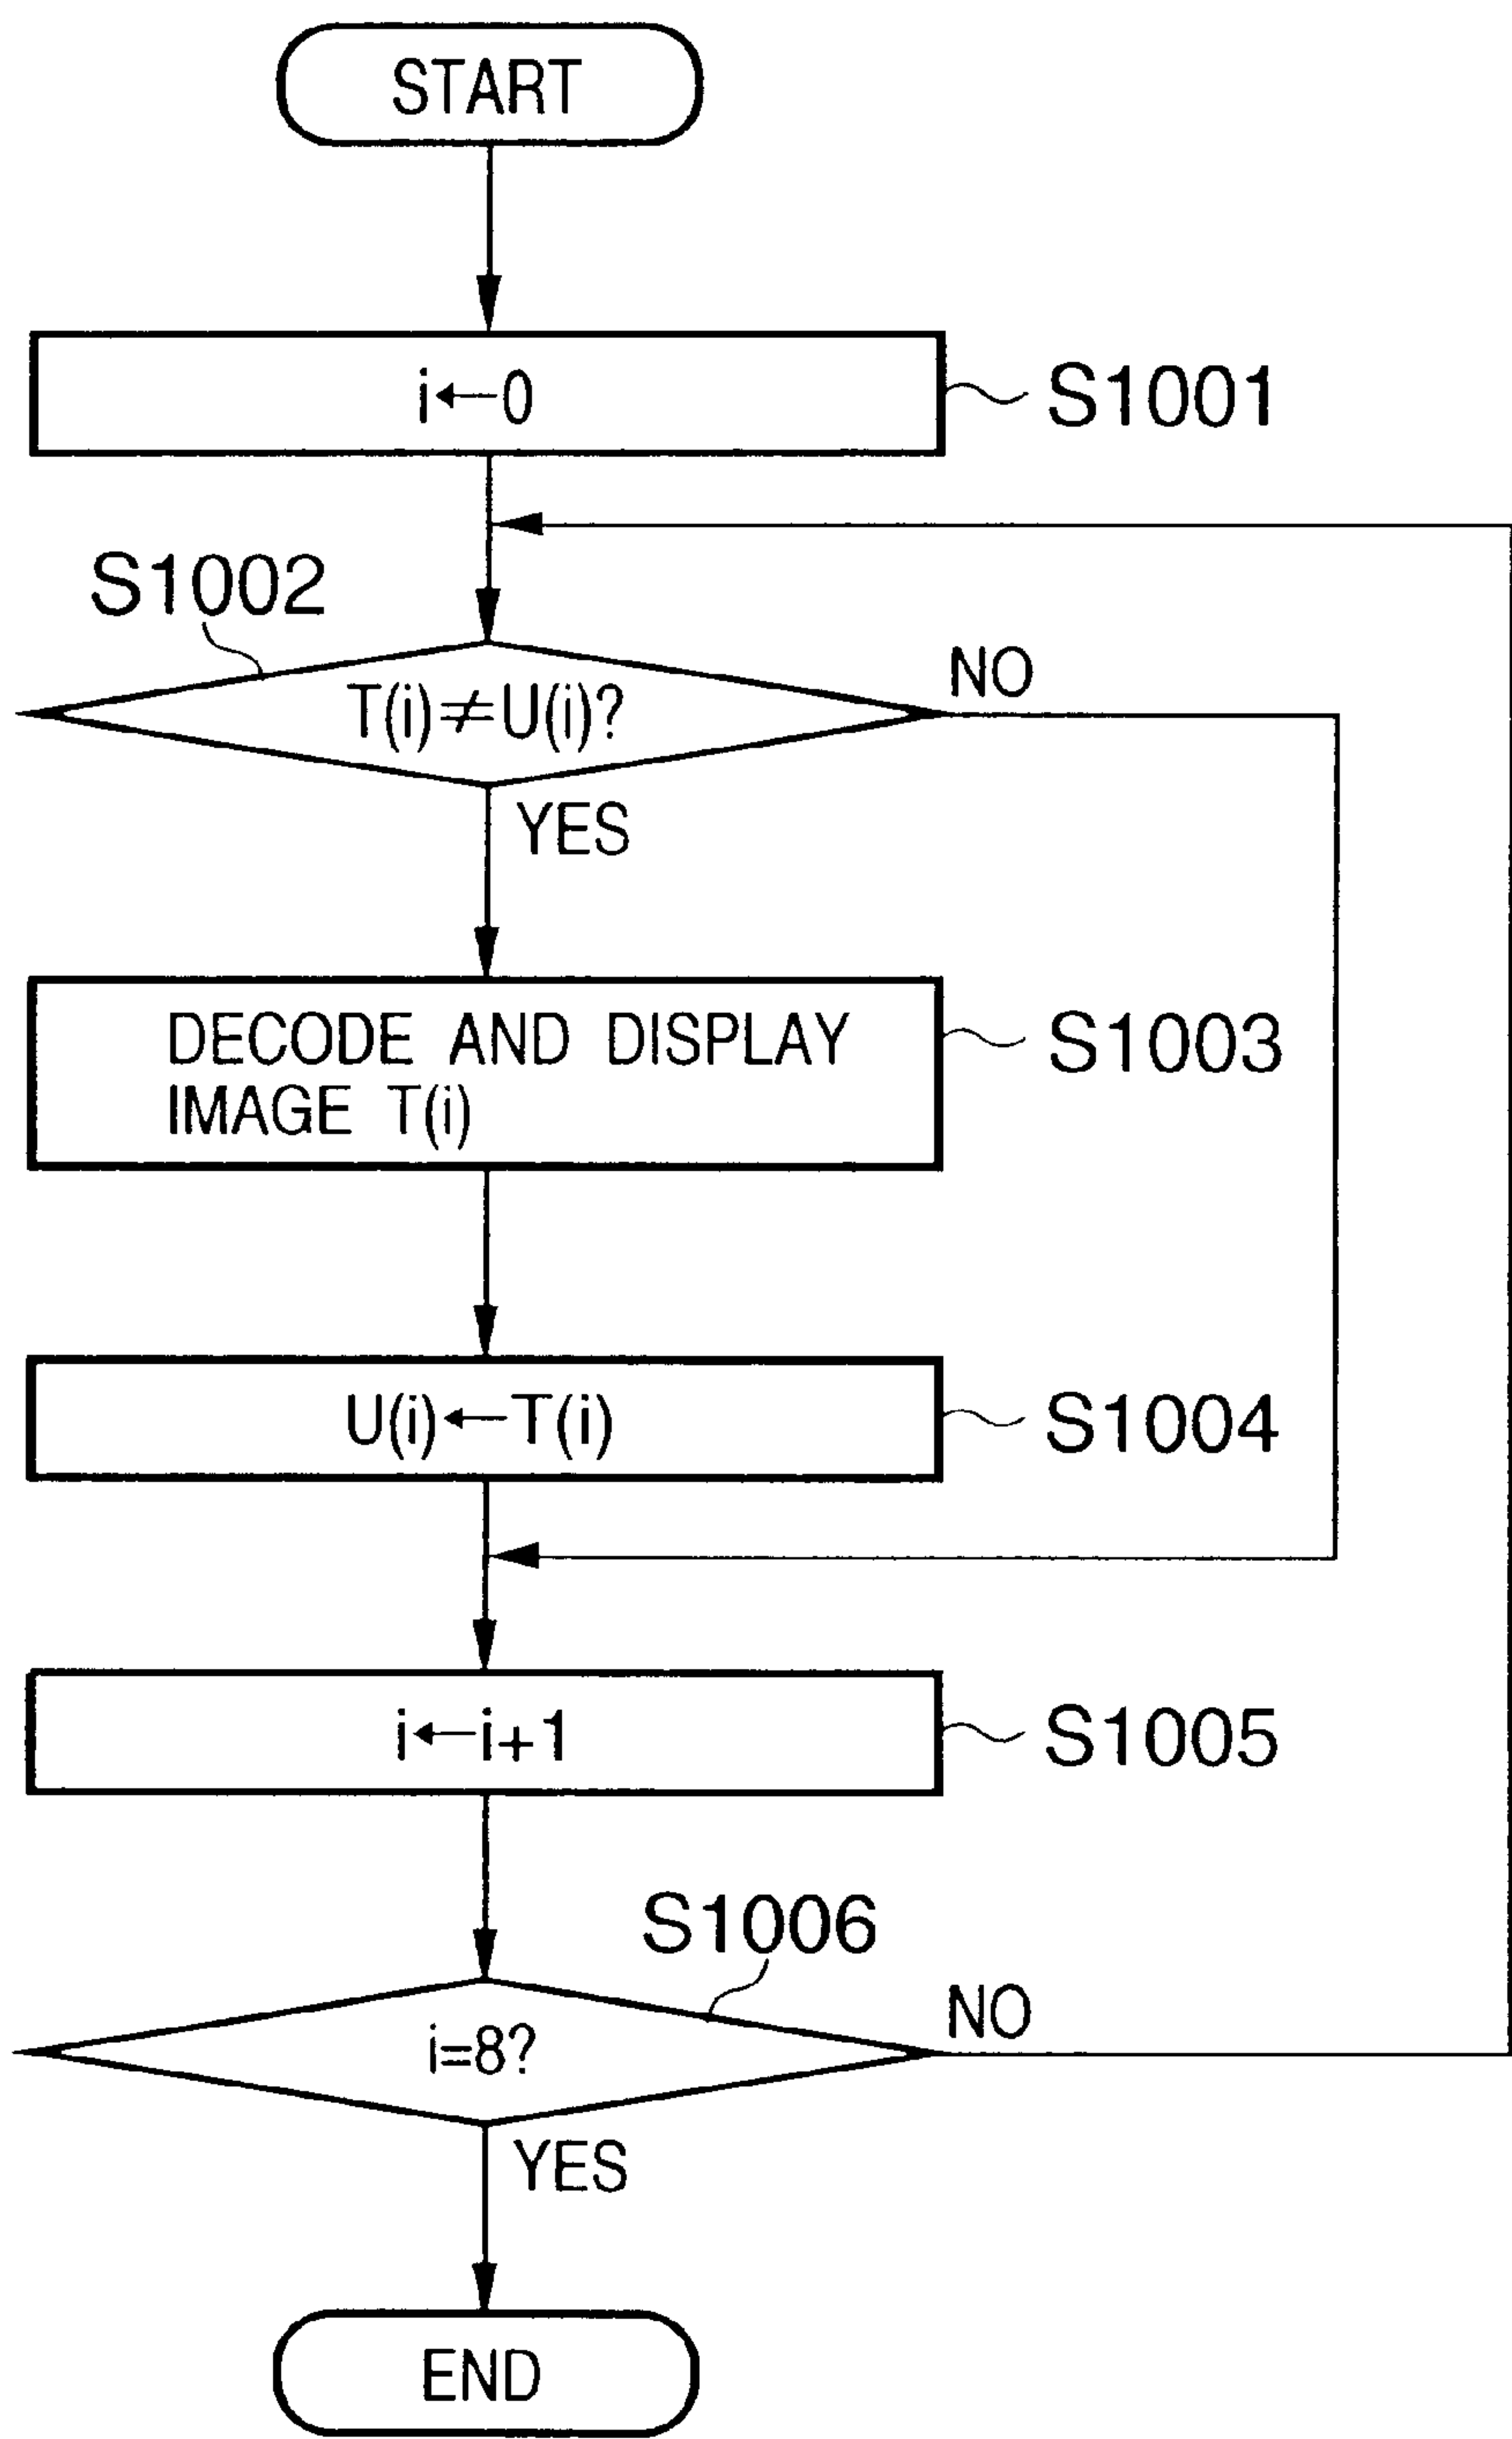 START
i←0
S1001
S1002
T(i)≠U(i)?
NO
YES
DECODE AND DISPLAY
IMAGE T(i)
S1003
U(i)←T(i)
S1004
i←i+1
S1005
S1006
i=8?
NO
YES
END